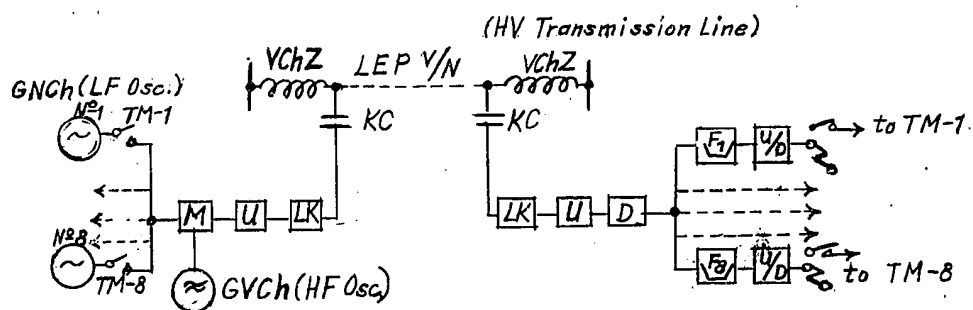 (HV Transmission Line)
VChZ LEP V/N VChZ
GNCh (LF Osc.)
№1 TM-1
KC KC
F1 U/D to TM-1
M U LK
LK U D
№8
TM-8
F8 U/D to TM-8
GVCh (HF Osc.)